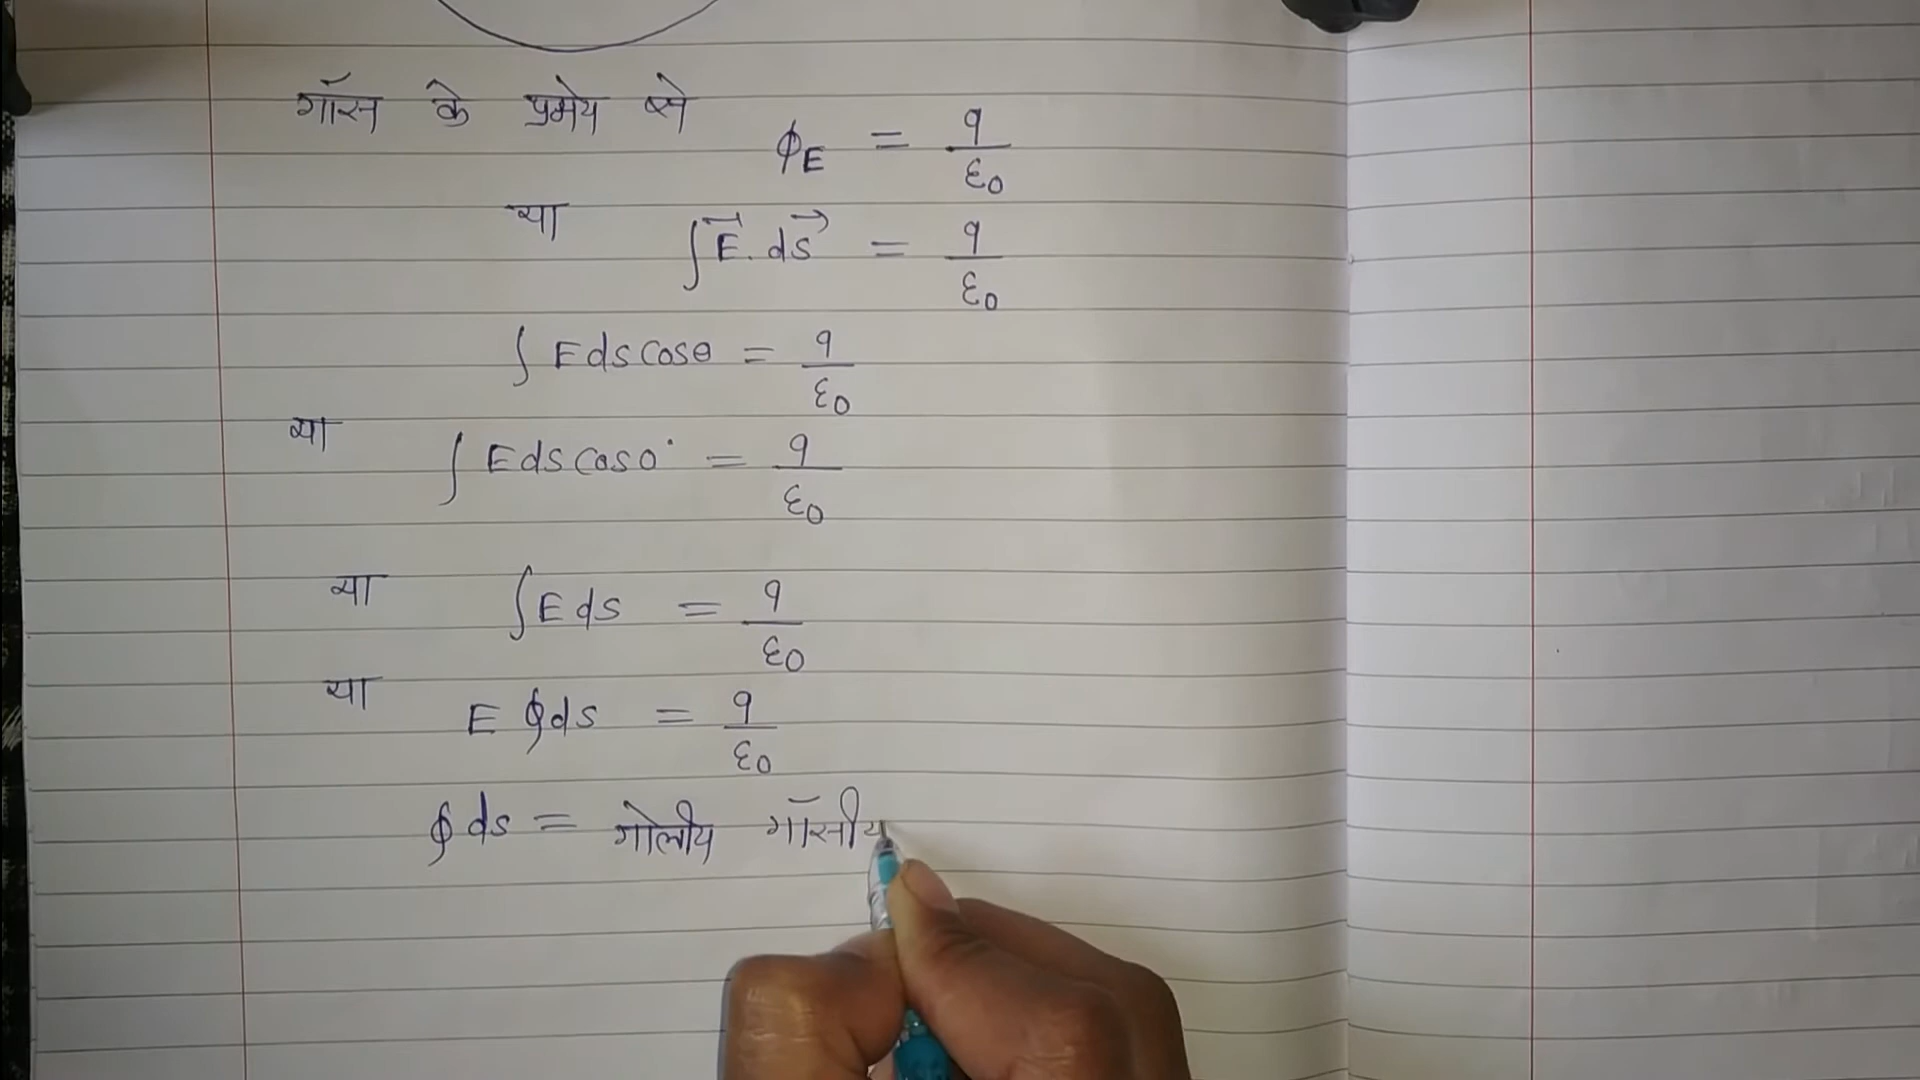 गॉस के प्रमेय से
ϕE = q/ε0
या ∫E⃗.ds⃗ = q/ε0
∫ E ds Cosθ = q/ε0
या ∫ E ds Cos0° = q/ε0
या ∫E ds = q/ε0
या E ∮ds = q/ε0
∮ ds = गोलीय गॉसीय